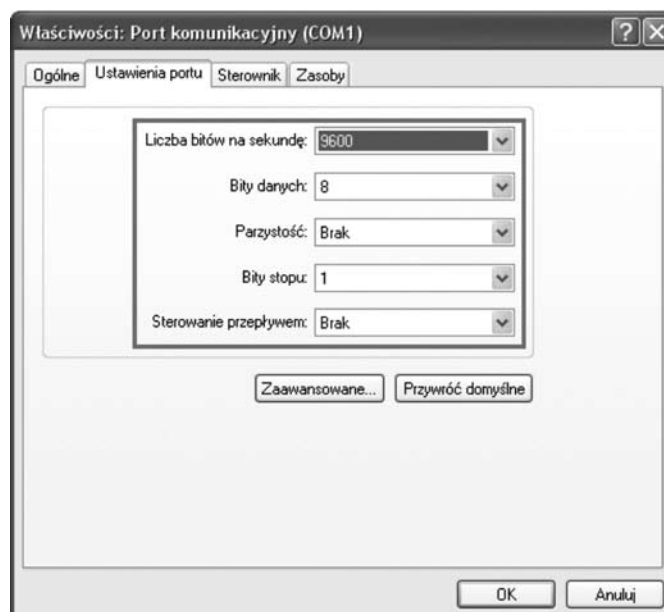 Właściwości: Port komunikacyjny (COM1)
Ogólne Ustawienia portu Sterownik Zasoby
Liczba bitów na sekundę: 9600
Bity danych: 8
Parzystość: Brak
Bity stopu: 1
Sterowanie przepływem: Brak
Zaawansowane... Przywróć domyślne
OK Anuluj